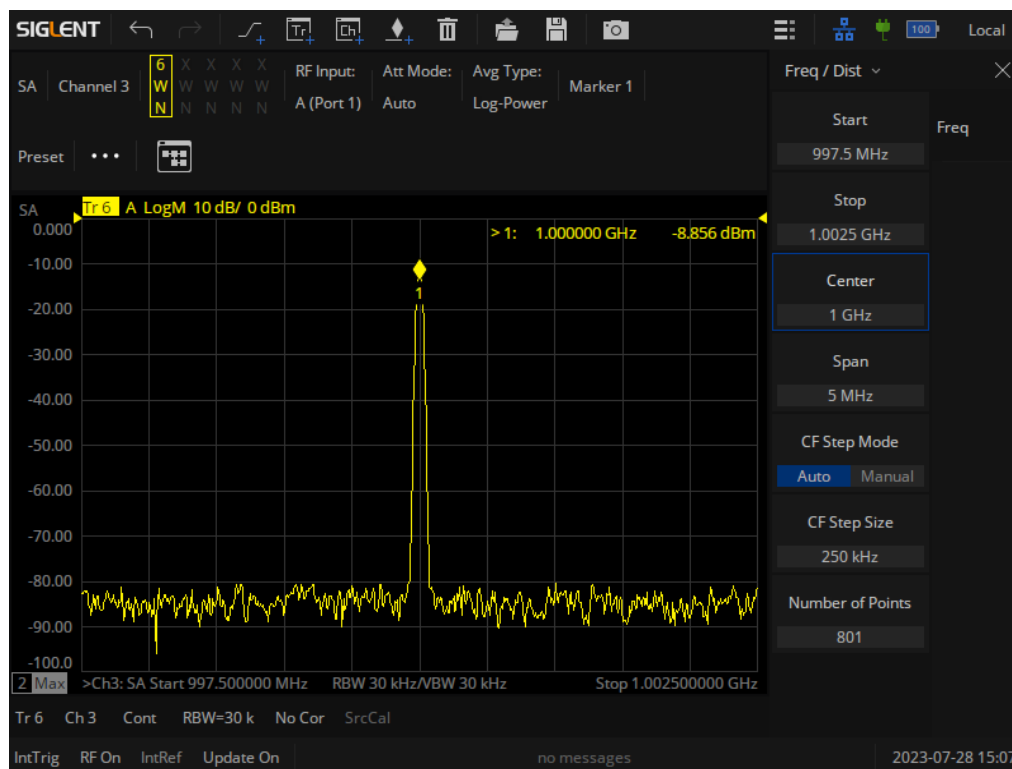 SIGLENT
Tr
Ch
100
Local
SA
Channel 3
6 X X X X
W W W W W
N N N N N
RF Input:
A (Port 1)
Att Mode:
Auto
Avg Type:
Log-Power
Marker 1
Preset
SA
Tr 6 A LogM 10 dB/ 0 dBm
> 1: 1.000000 GHz -8.856 dBm
1
0.000
-10.00
-20.00
-30.00
-40.00
-50.00
-60.00
-70.00
-80.00
-90.00
-100.0
2 Max >Ch3: SA Start 997.500000 MHz RBW 30 kHz/VBW 30 kHz Stop 1.002500000 GHz
Tr 6 Ch 3 Cont RBW=30 k No Cor SrcCal
IntTrig RF On IntRef Update On no messages 2023-07-28 15:07
Freq / Dist
Start
997.5 MHz
Stop
1.0025 GHz
Center
1 GHz
Span
5 MHz
CF Step Mode
Auto Manual
CF Step Size
250 kHz
Number of Points
801
Freq